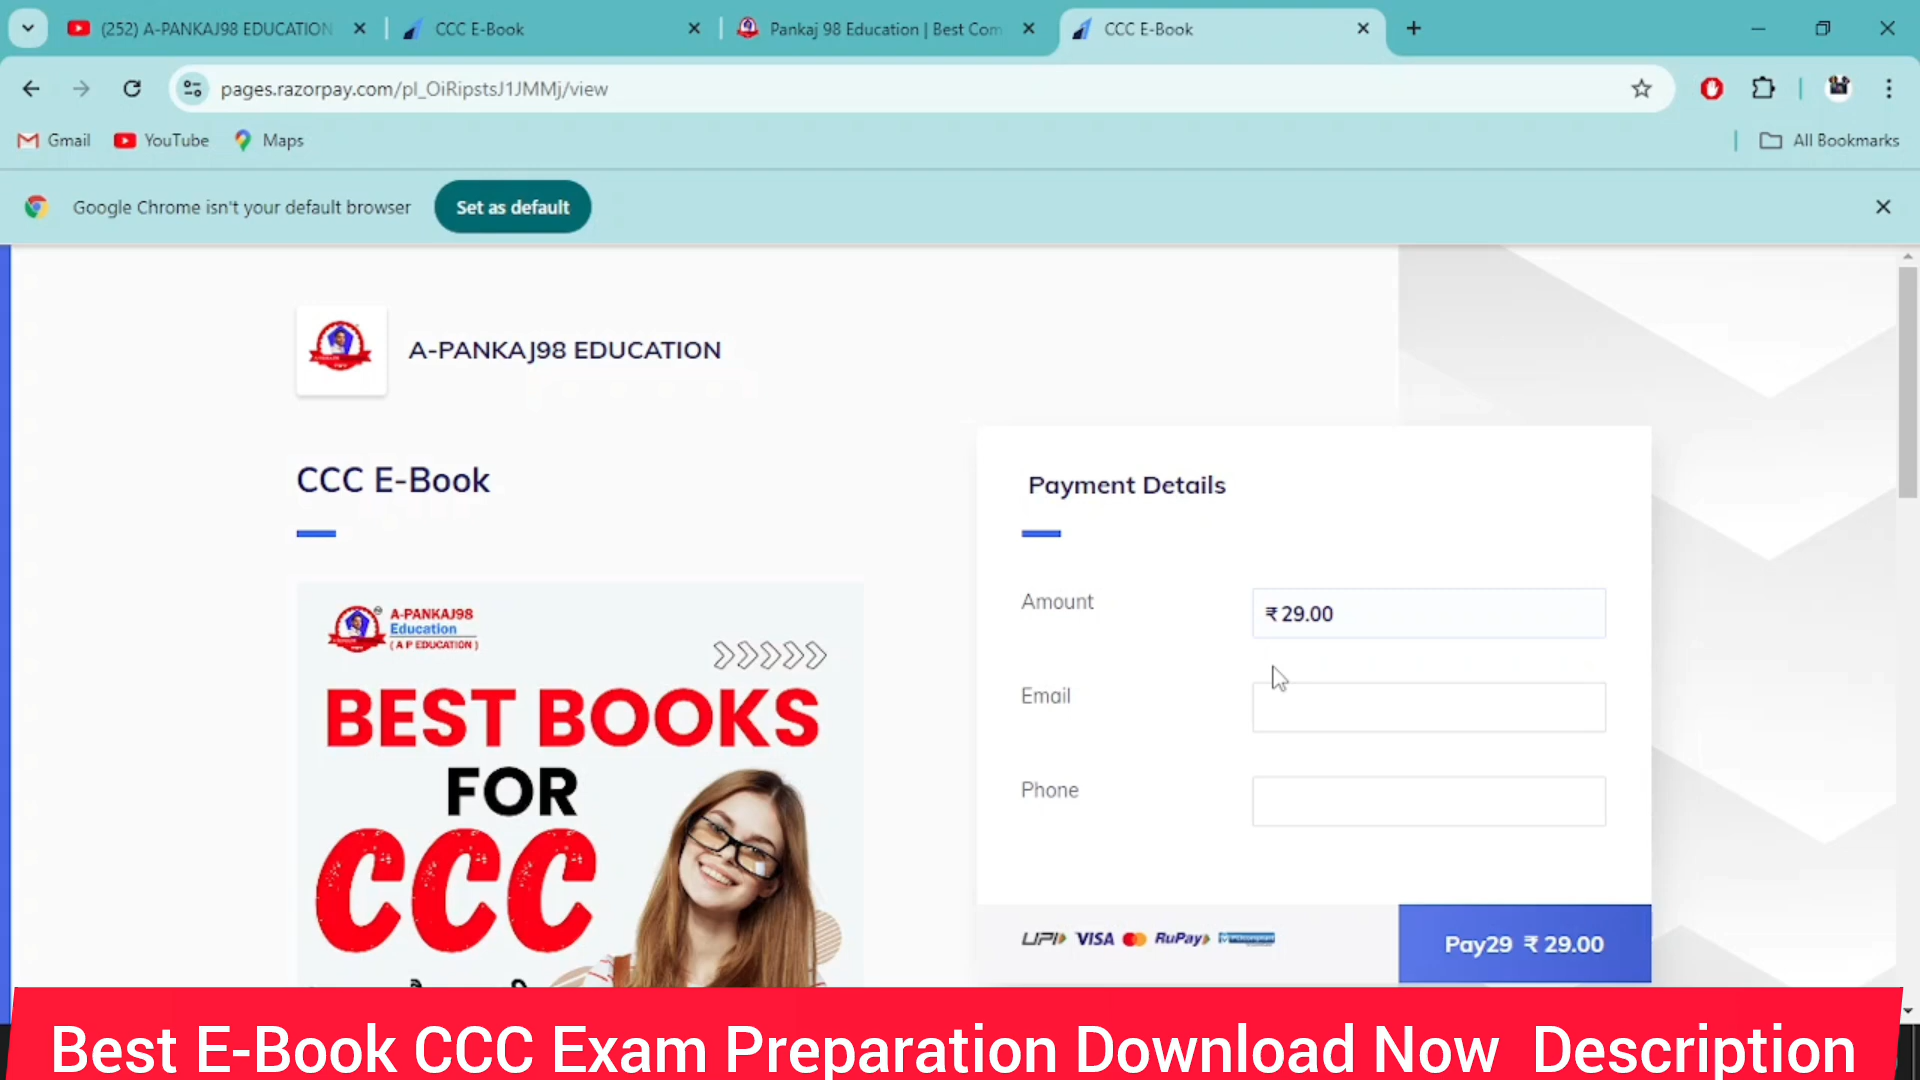 (252) A-PANKAJ98 EDUCATION
CCC E-Book
Pankaj 98 Education | Best Com
CCC E-Book
pages.razorpay.com/pl_OiRipstsJ1JMMj/view
Gmail
YouTube
Maps
All Bookmarks
Google Chrome isn't your default browser
Set as default
A-PANKAJ98 EDUCATION
CCC E-Book
Payment Details
Amount
₹ 29.00
Email
Phone
UPI VISA RuPay
Pay29 ₹ 29.00
A-PANKAJ98
Education
( A P EDUCATION )
BEST BOOKS
FOR
CCC
Best E-Book CCC Exam Preparation Download Now Description